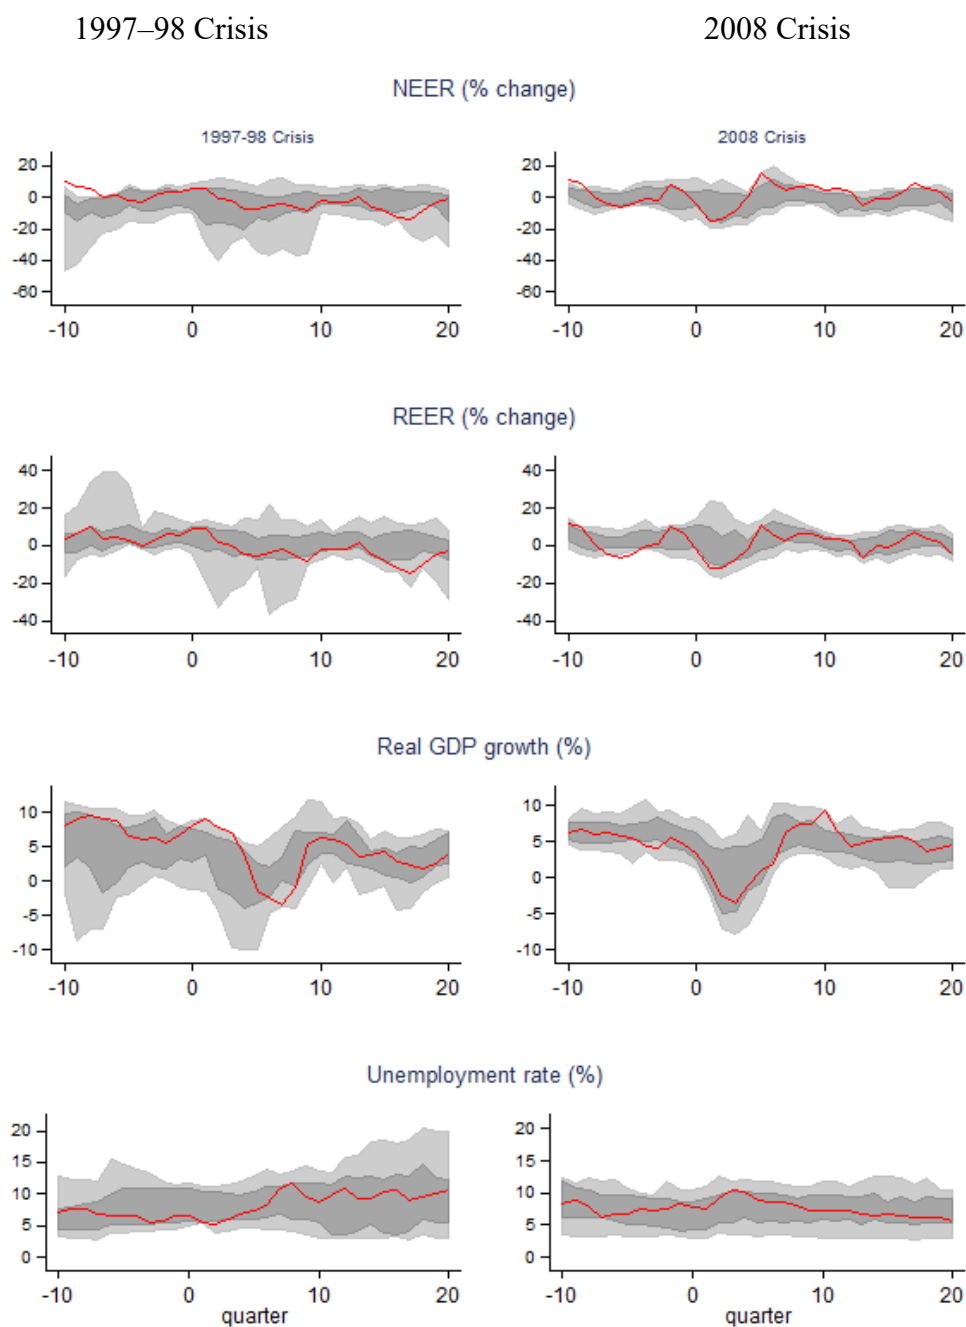 1997–98 Crisis 2008 Crisis
NEER (% change)
1997-98 Crisis 2008 Crisis
20 20
0 0
-20 -20
-40 -40
-60 -60
-10 0 10 20 -10 0 10 20
REER (% change)
40 40
20 20
0 0
-20 -20
-40 -40
-10 0 10 20 -10 0 10 20
Real GDP growth (%)
10 10
5 5
0 0
-5 -5
-10 -10
-10 0 10 20 -10 0 10 20
Unemployment rate (%)
20 20
15 15
10 10
5 5
0 0
-10 0 10 20 -10 0 10 20
quarter quarter